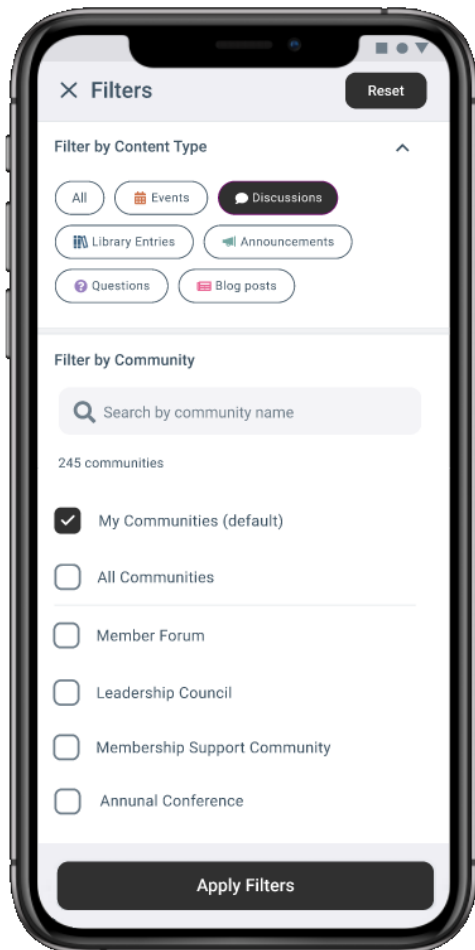 Filters
Reset
Filter by Content Type
All Events Discussions
Library Entries Announcements
Questions Blog posts
Filter by Community
Search by community name
245 communities
My Communities (default)
All Communities
Member Forum
Leadership Council
Membership Support Community
Annunal Conference
Apply Filters